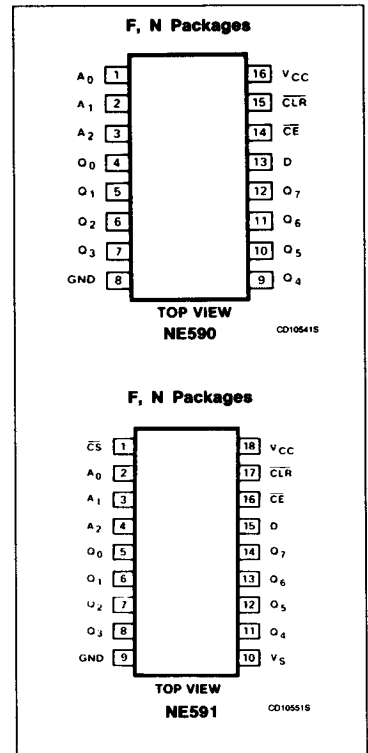 F, N Packages
A0 1 16 VCC
A1 2 15 CLR
A2 3 14 CE
Q0 4 13 D
Q1 5 12 Q7
Q2 6 11 Q6
Q3 7 10 Q5
GND 8 9 Q4
TOP VIEW
NE590 CD10541S
F, N Packages
CS 1 18 VCC
A0 2 17 CLR
A1 3 16 CE
A2 4 15 D
Q0 5 14 Q7
Q1 6 13 Q6
Q2 7 12 Q5
Q3 8 11 Q4
GND 9 10 VS
TOP VIEW
NE591 CD10551S